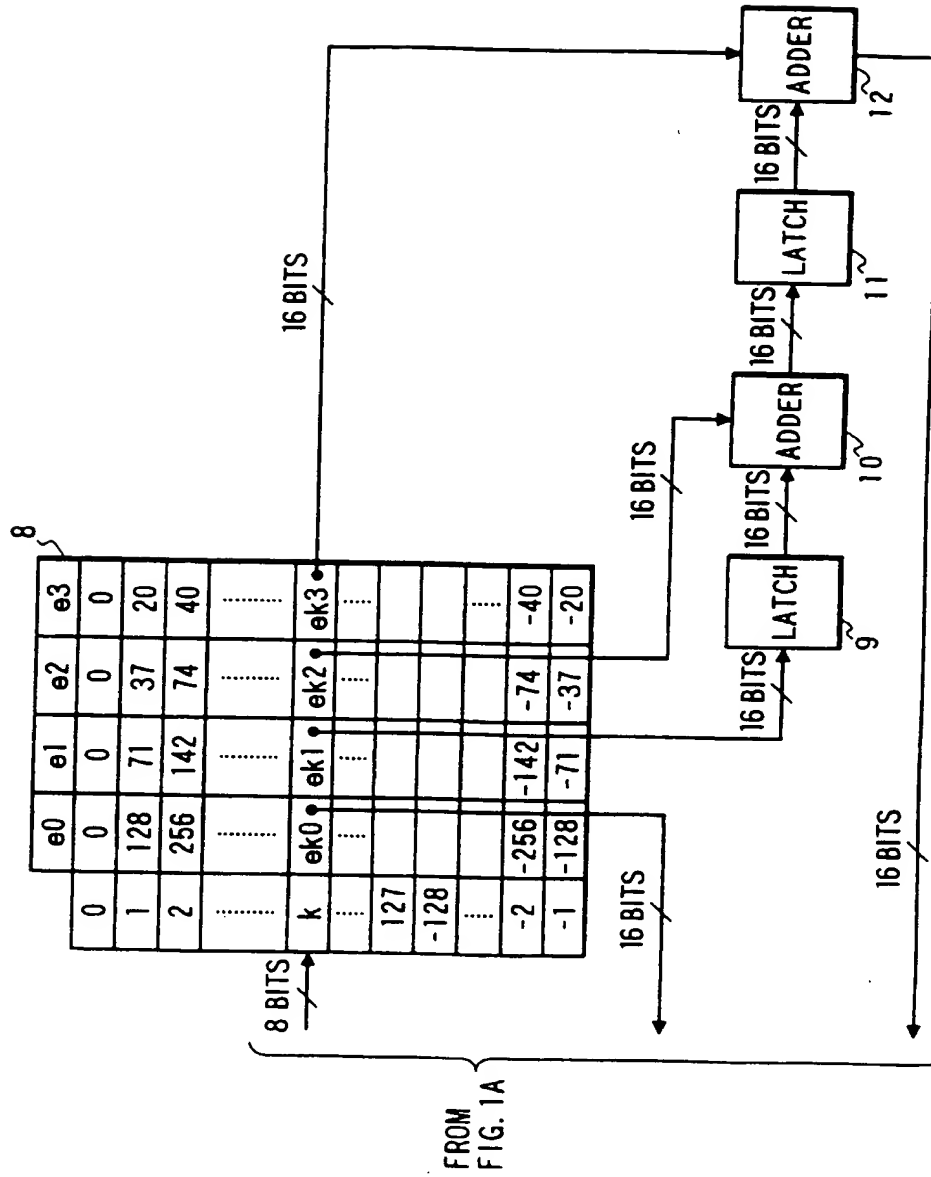 8
e0 e1 e2 e3
0 0 0 0 0
1 128 71 37 20
2 256 142 74 40
........... ........... ........... ........... ...........
k ek0 ek1 ek2 ek3
...... ...... ...... ...... ......
127
-128
...... ......
-2 -256 -142 -74 -40
-1 -128 -71 -37 -20
8 BITS
16 BITS
16 BITS
16 BITS
16 BITS
LATCH
9
16 BITS
ADDER
10
16 BITS
LATCH
11
16 BITS
ADDER
12
16 BITS
FROM
FIG. 1A